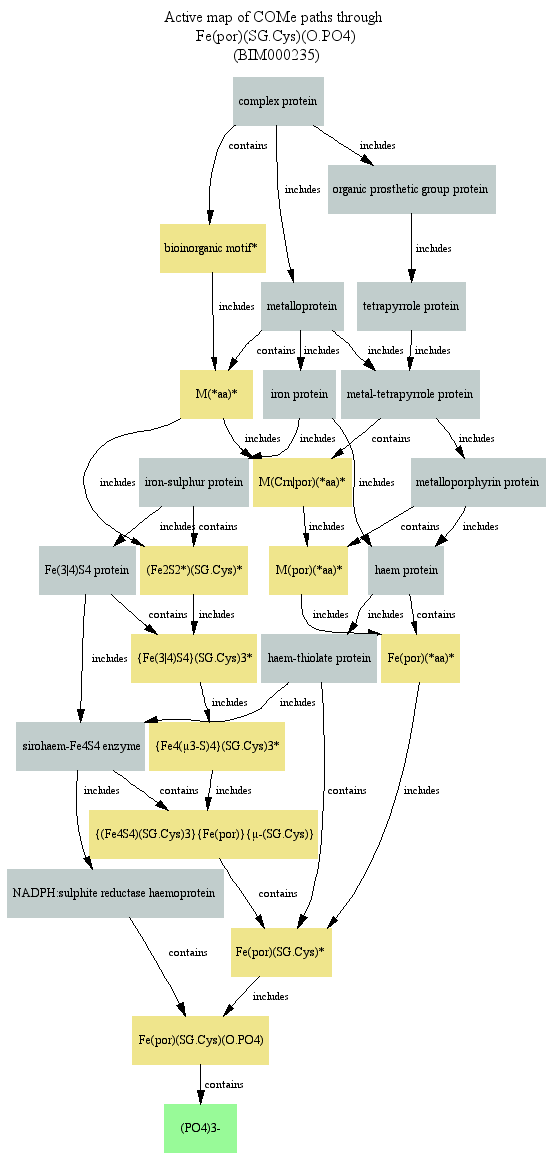 Active map of COMe paths through
Fe(por)(SG.Cys)(O.PO4)
(BIM000235)
complex protein
contains
includes
includes
organic prosthetic group protein
bioinorganic motif*
includes
includes
metalloprotein
tetrapyrrole protein
contains
includes
includes
includes
M(*aa)*
iron protein
metal-tetrapyrrole protein
includes
includes
contains
includes
includes
iron-sulphur protein
M(Crn|por)(*aa)*
includes
metalloporphyrin protein
includes
contains
includes
contains
includes
Fe(3|4)S4 protein
(Fe2S2*)(SG.Cys)*
M(por)(*aa)*
haem protein
includes
contains
includes
includes
includes
contains
{Fe(3|4)S4}(SG.Cys)3*
haem-thiolate protein
Fe(por)(*aa)*
includes
includes
sirohaem-Fe4S4 enzyme
{Fe4(μ3-S)4}(SG.Cys)3*
includes
contains
includes
contains
includes
{(Fe4S4)(SG.Cys)3}{Fe(por)}{μ-(SG.Cys)}
NADPH:sulphite reductase haemoprotein
contains
contains
Fe(por)(SG.Cys)*
includes
Fe(por)(SG.Cys)(O.PO4)
contains
(PO4)3-